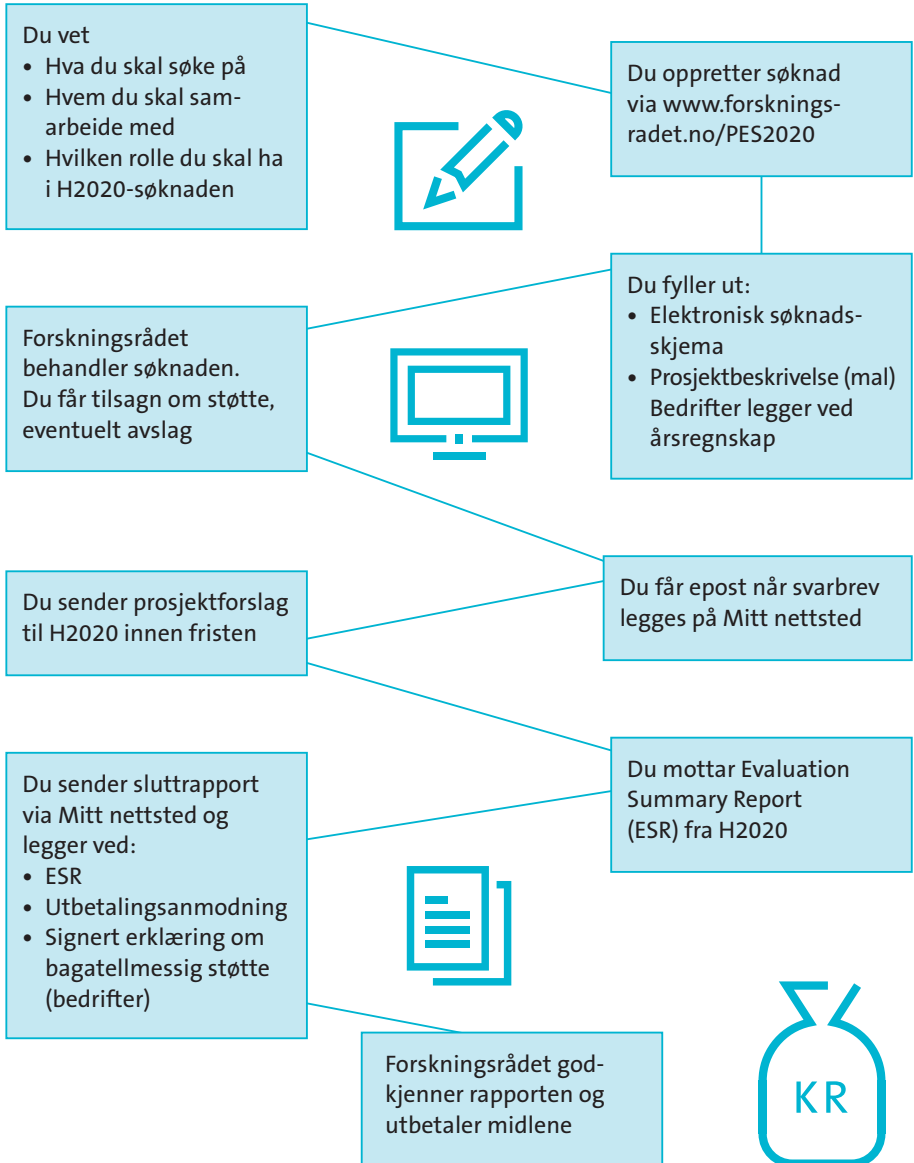 Du vet
• Hva du skal søke på
• Hvem du skal sam-
arbeide med
• Hvilken rolle du skal ha
i H2020-søknaden
Du oppretter søknad
via www.forsknings-
radet.no/PES2020
Du fyller ut:
• Elektronisk søknads-
skjema
• Prosjektbeskrivelse (mal)
Bedrifter legger ved
årsregnskap
Forskningsrådet
behandler søknaden.
Du får tilsagn om støtte,
eventuelt avslag
Du får epost når svarbrev
legges på Mitt nettsted
Du sender prosjektforslag
til H2020 innen fristen
Du mottar Evaluation
Summary Report
(ESR) fra H2020
Du sender sluttrapport
via Mitt nettsted og
legger ved:
• ESR
• Utbetalingsanmodning
• Signert erklæring om
bagatellmessig støtte
(bedrifter)
Forskningsrådet god-
kjenner rapporten og
utbetaler midlene
KR